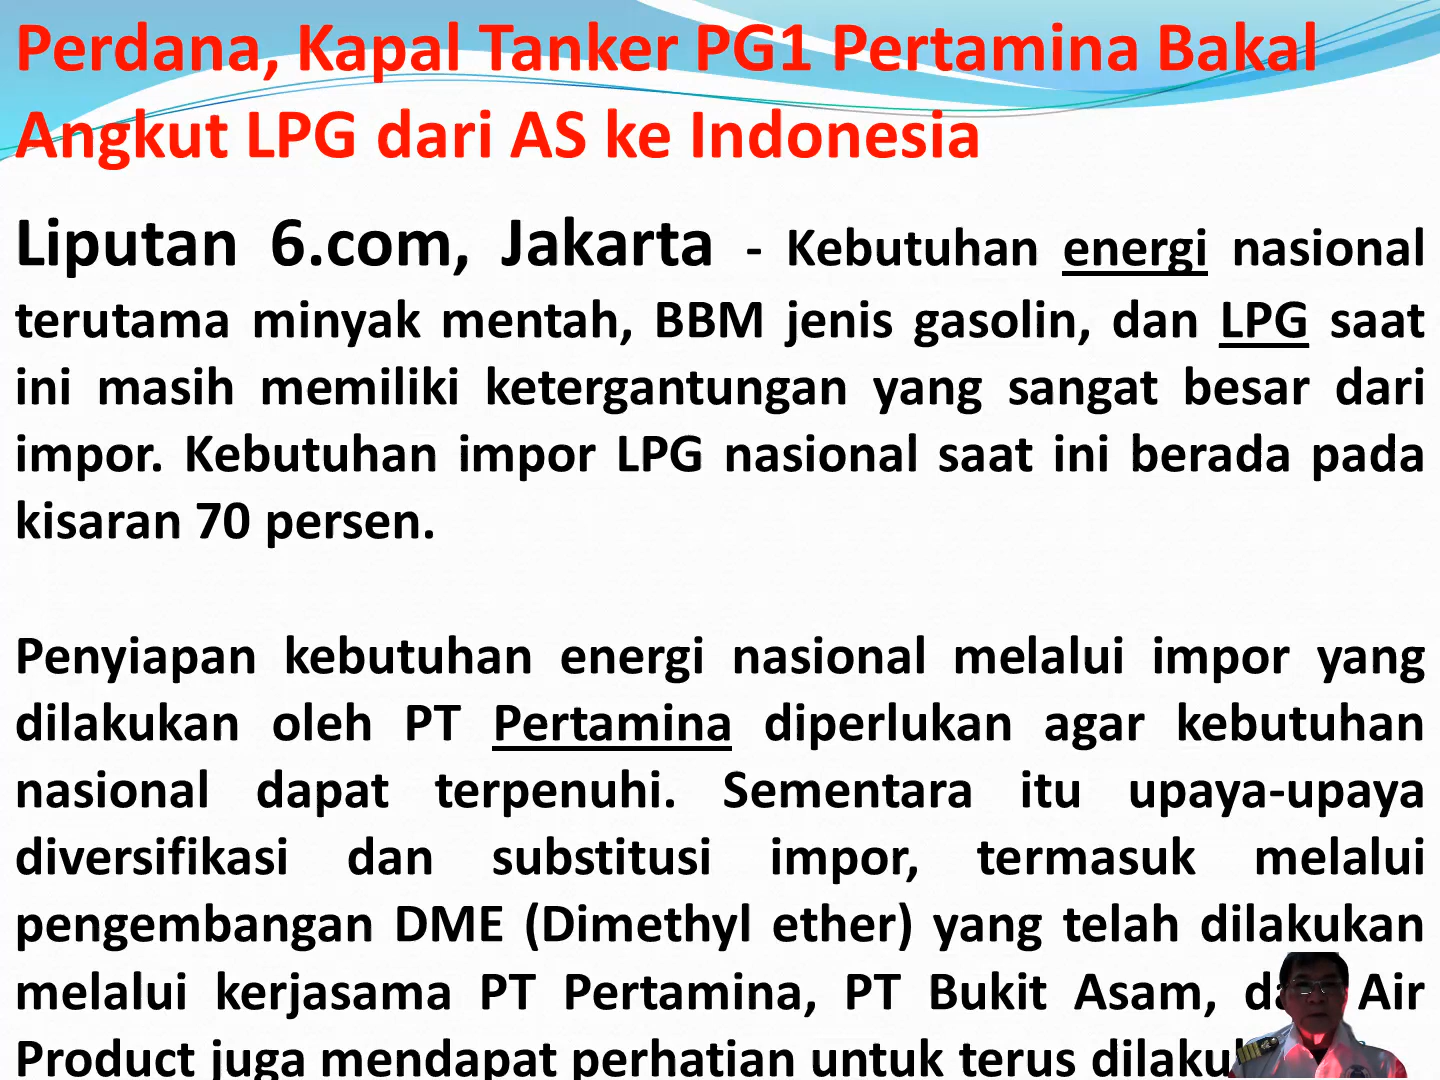 Perdana, Kapal Tanker PG1 Pertamina Bakal
Angkut LPG dari AS ke Indonesia
Liputan 6.com, Jakarta - Kebutuhan energi nasional
terutama minyak mentah, BBM jenis gasolin, dan LPG saat
ini masih memiliki ketergantungan yang sangat besar dari
impor. Kebutuhan impor LPG nasional saat ini berada pada
kisaran 70 persen.
Penyiapan kebutuhan energi nasional melalui impor yang
dilakukan oleh PT Pertamina diperlukan agar kebutuhan
nasional dapat terpenuhi. Sementara itu upaya-upaya
diversifikasi dan substitusi impor, termasuk melalui
pengembangan DME (Dimethyl ether) yang telah dilakukan
melalui kerjasama PT Pertamina, PT Bukit Asam, Air
Product juga mendapat perhatian untuk terus